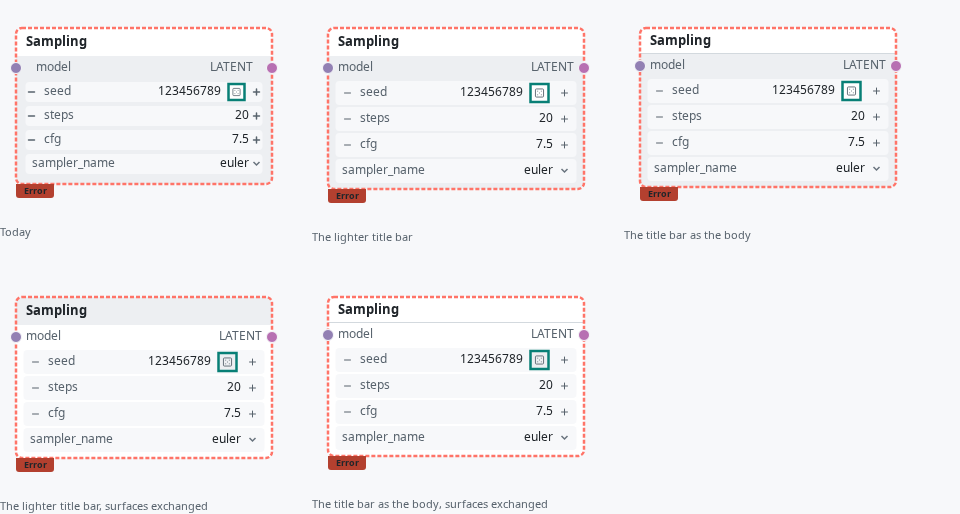 Sampling
model LATENT
seed 123456789
steps 20
cfg 7.5
sampler_name euler
Error
Today
Sampling
model LATENT
seed 123456789
steps 20
cfg 7.5
sampler_name euler
Error
The lighter title bar
Sampling
model LATENT
seed 123456789
steps 20
cfg 7.5
sampler_name euler
Error
The title bar as the body
Sampling
model LATENT
seed 123456789
steps 20
cfg 7.5
sampler_name euler
Error
The lighter title bar, surfaces exchanged
Sampling
model LATENT
seed 123456789
steps 20
cfg 7.5
sampler_name euler
Error
The title bar as the body, surfaces exchanged